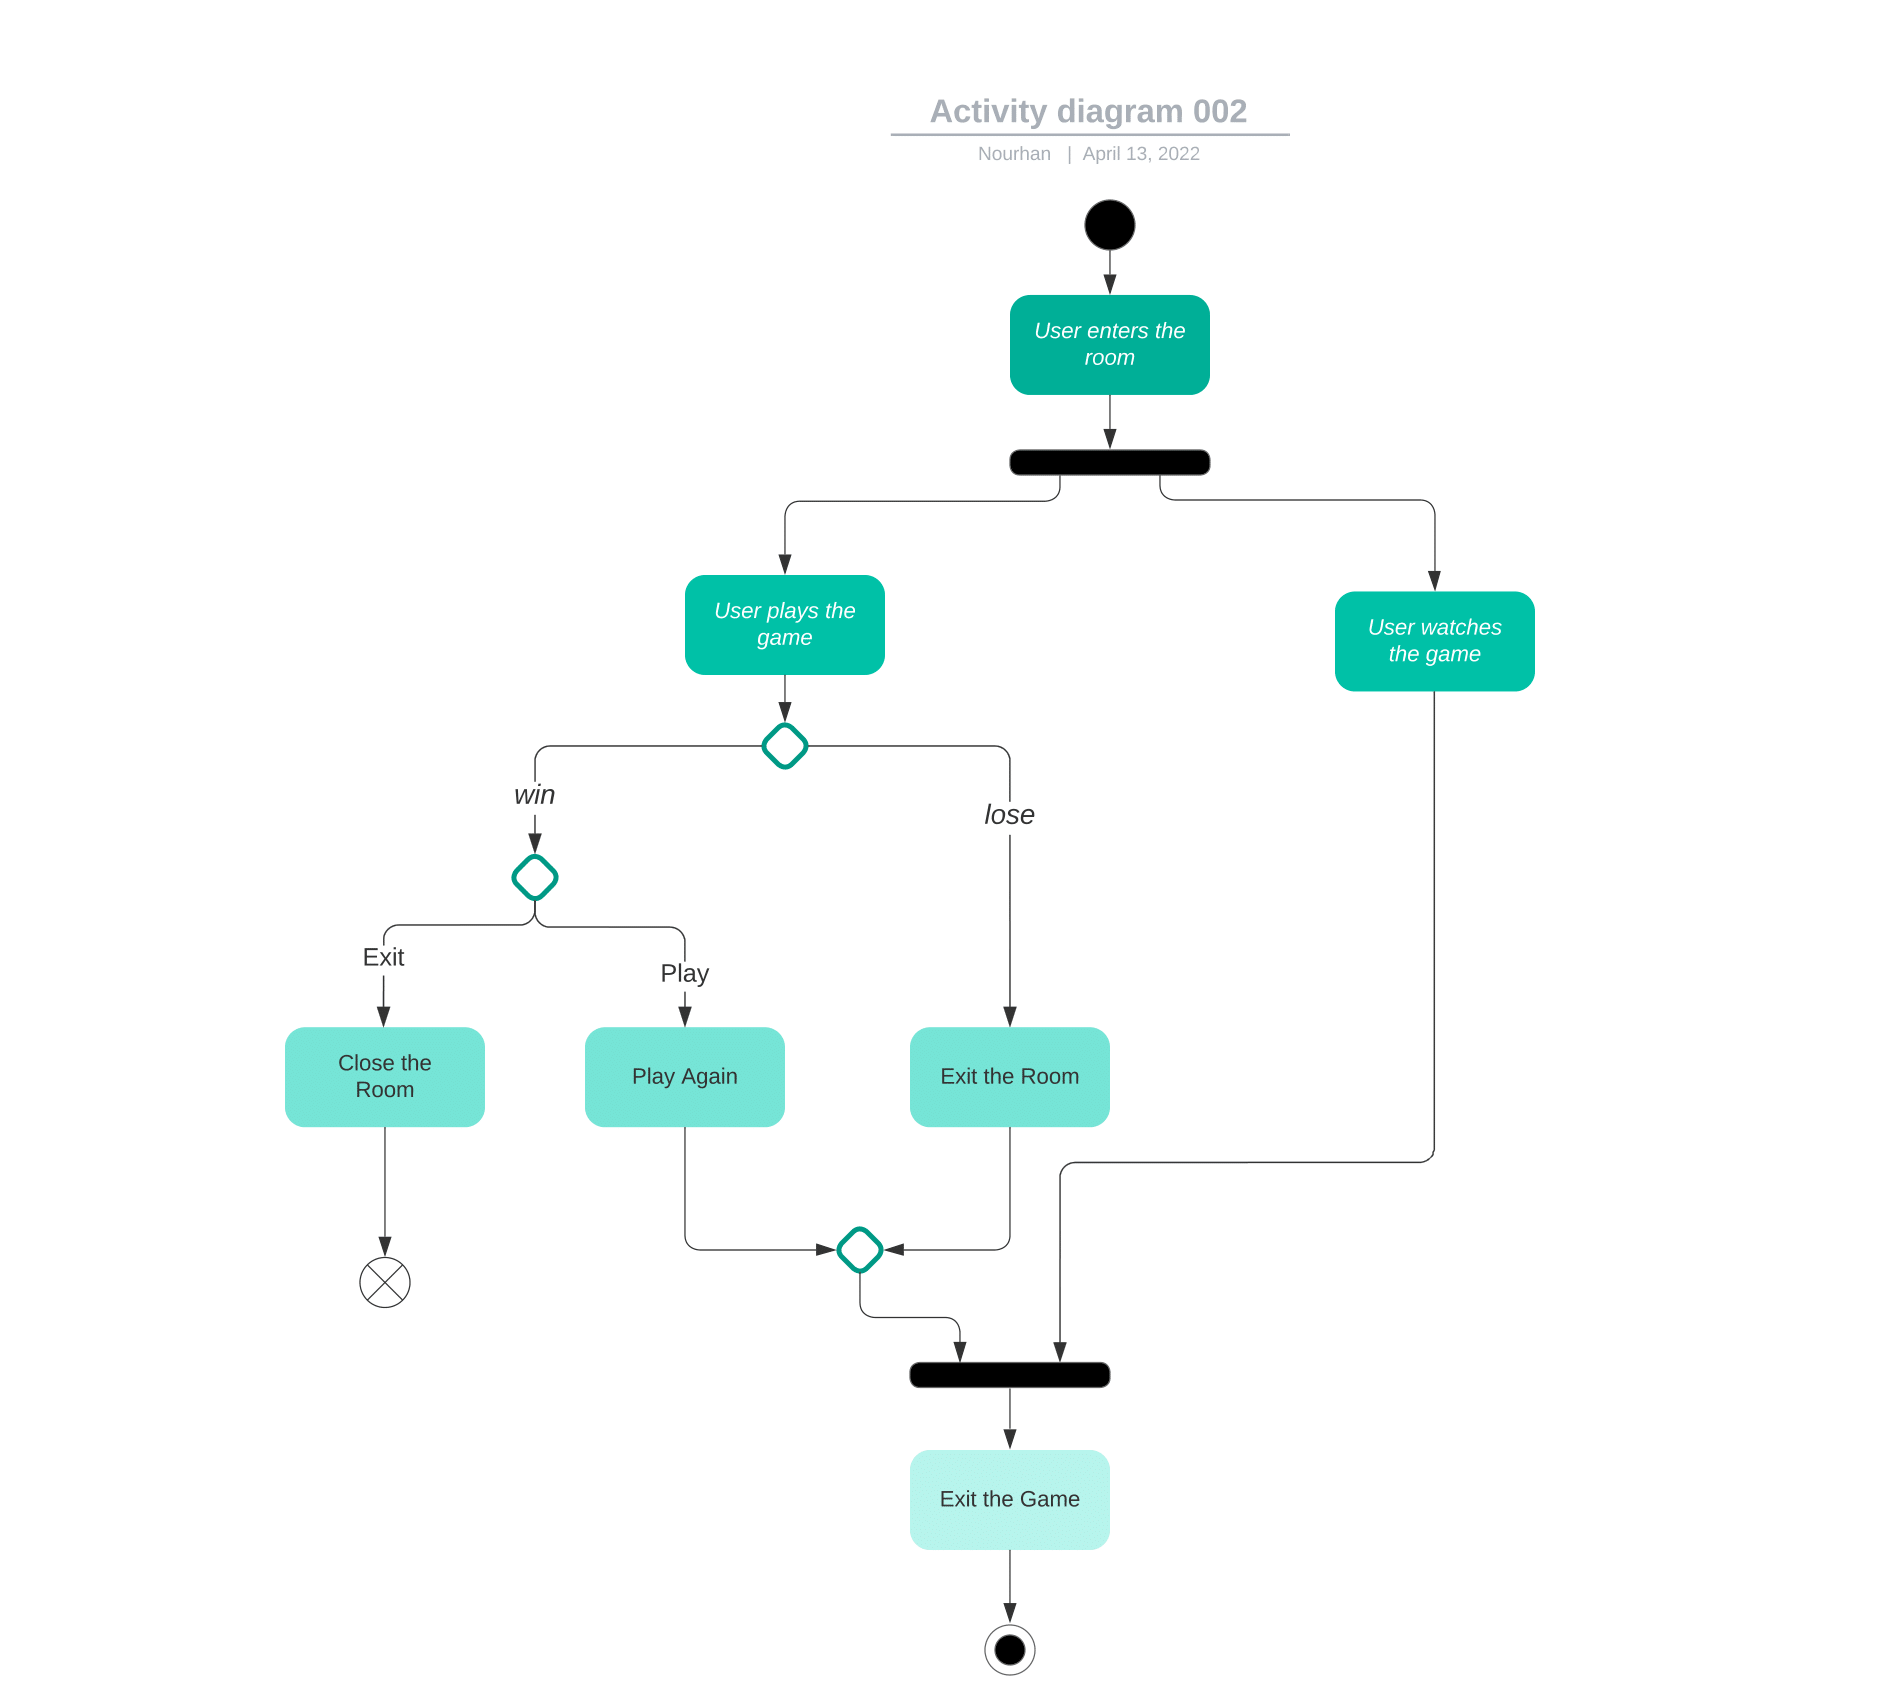 Activity diagram 002
Nourhan | April 13, 2022
User enters the
room
User plays the
game
User watches
the game
win
lose
Exit
Play
Close the
Room
Play Again
Exit the Room
Exit the Game